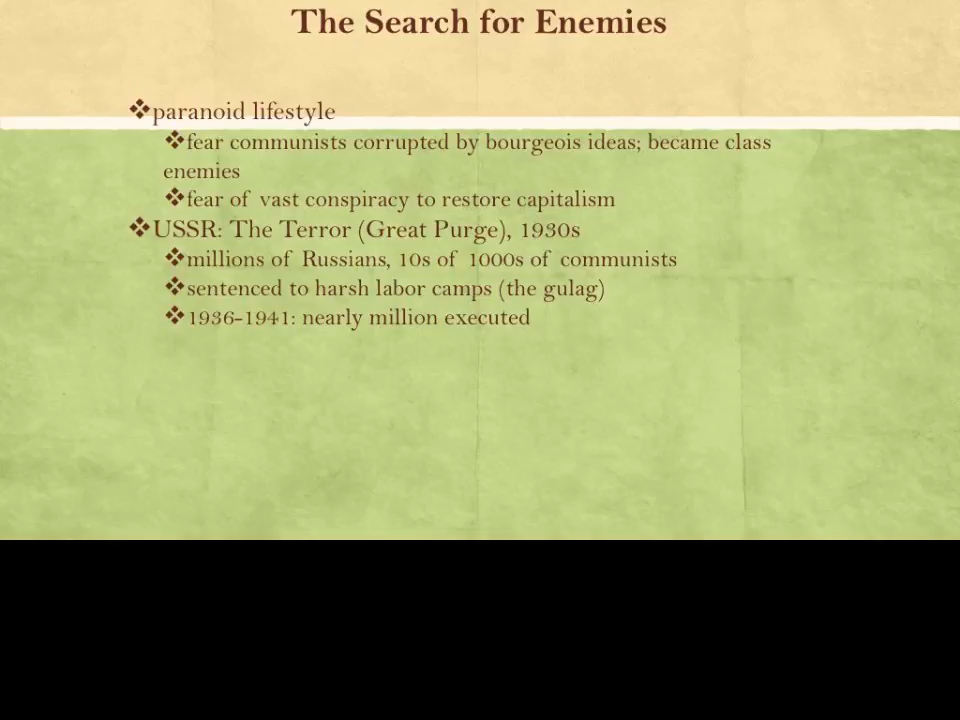 The Search for Enemies
❖paranoid lifestyle
❖fear communists corrupted by bourgeois ideas; became class
enemies
❖fear of vast conspiracy to restore capitalism
❖USSR: The Terror (Great Purge), 1930s
❖millions of Russians, 10s of 1000s of communists
❖sentenced to harsh labor camps (the gulag)
❖1936-1941: nearly million executed